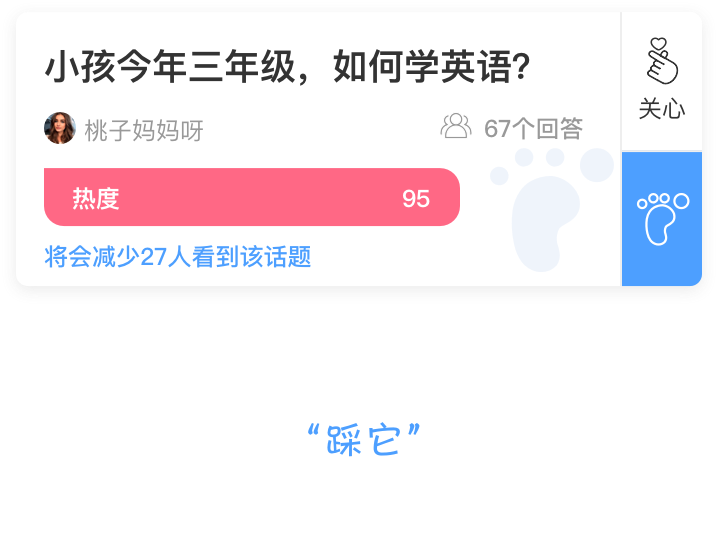 小孩今年三年级，如何学英语？
桃子妈妈呀
67个回答
热度 95
将会减少27人看到该话题
关心
“踩它”